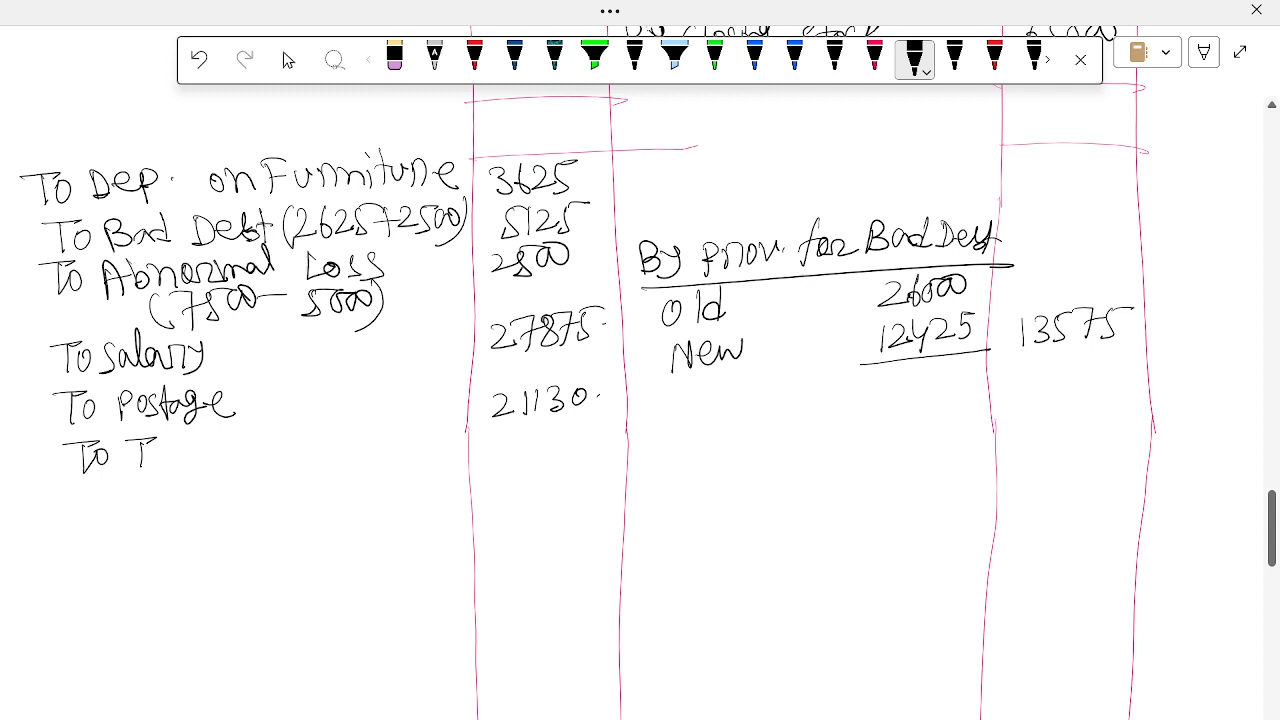 To Dep. on Furniture 3625
To Bad Debt (2625+2500) 5125
To Abnormal Loss 2500
(7500 - 5000)
To Salary 27875
To Postage 21130
To T
By prov. for Bad Debt
Old 26000
New 12425 13575